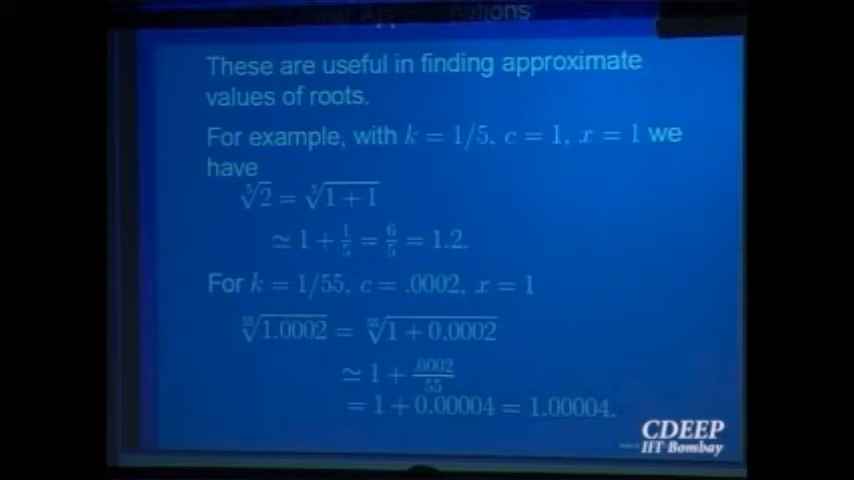 These are useful in finding approximate
values of roots.
For example, with k = 1/5, c = 1, x = 1 we
have
⁵√2 = ⁵√1 + 1
≃ 1 + 1/5 = 6/5 = 1.2.
For k = 1/55, c = .0002, x = 1
⁵⁵√1.0002 = ⁵⁵√1 + 0.0002
≃ 1 + .0002/55
= 1 + 0.00004 = 1.00004.
CDEEP
IIT Bombay